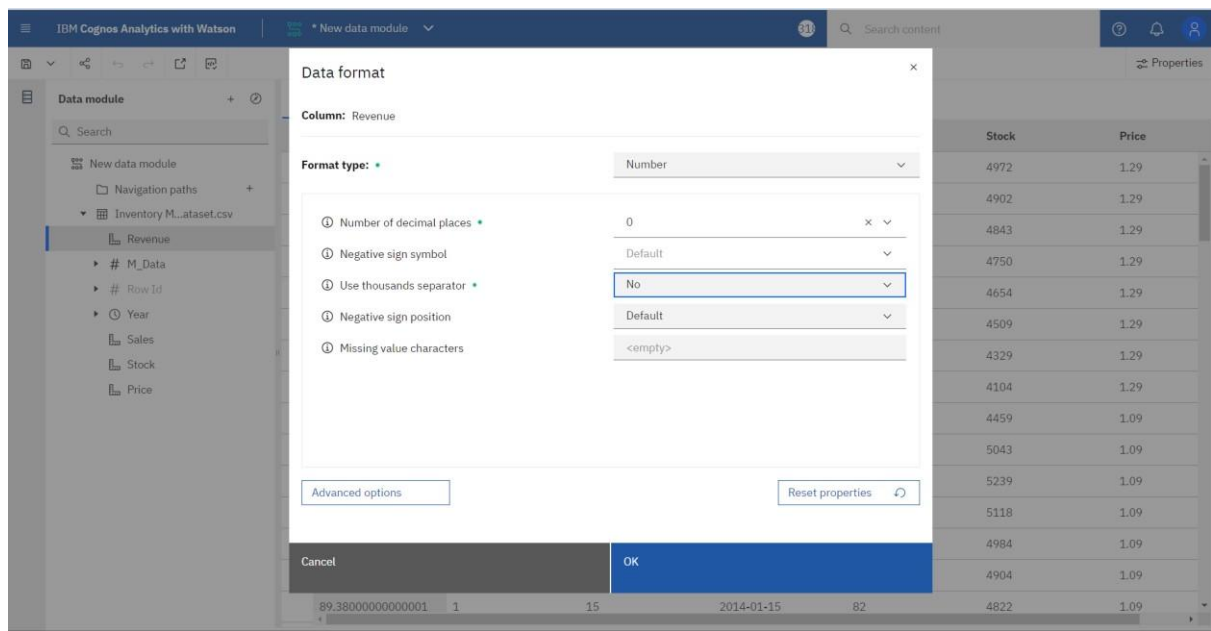 IBM Cognos Analytics with Watson
* New data module
Search content
Properties
Data module
Search
New data module
Navigation paths
Inventory M...ataset.csv
Revenue
# M_Data
# Row Id
Year
Sales
Stock
Price
Data format
Column: Revenue
Format type:
Number
Number of decimal places
0
Negative sign symbol
Default
Use thousands separator
No
Negative sign position
Default
Missing value characters
<empty>
Advanced options
Reset properties
Cancel
OK
Stock Price
4972 1.29
4902 1.29
4843 1.29
4750 1.29
4654 1.29
4509 1.29
4329 1.29
4104 1.29
4459 1.09
5043 1.09
5239 1.09
5118 1.09
4984 1.09
4904 1.09
89.38000000000001 1 15 2014-01-15 82 4822 1.09